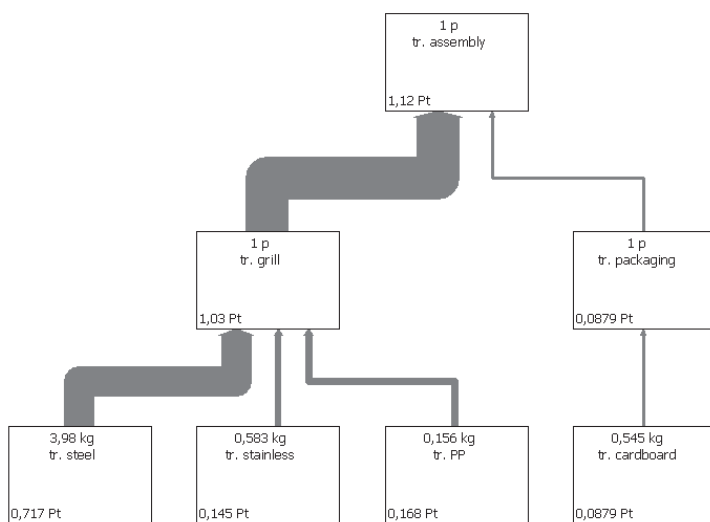 1 p
tr. assembly
1,12 Pt
1 p
tr. grill
1,03 Pt
1 p
tr. packaging
0,0879 Pt
3,98 kg
tr. steel
0,717 Pt
0,583 kg
tr. stainless
0,145 Pt
0,156 kg
tr. PP
0,168 Pt
0,545 kg
tr. cardboard
0,0879 Pt